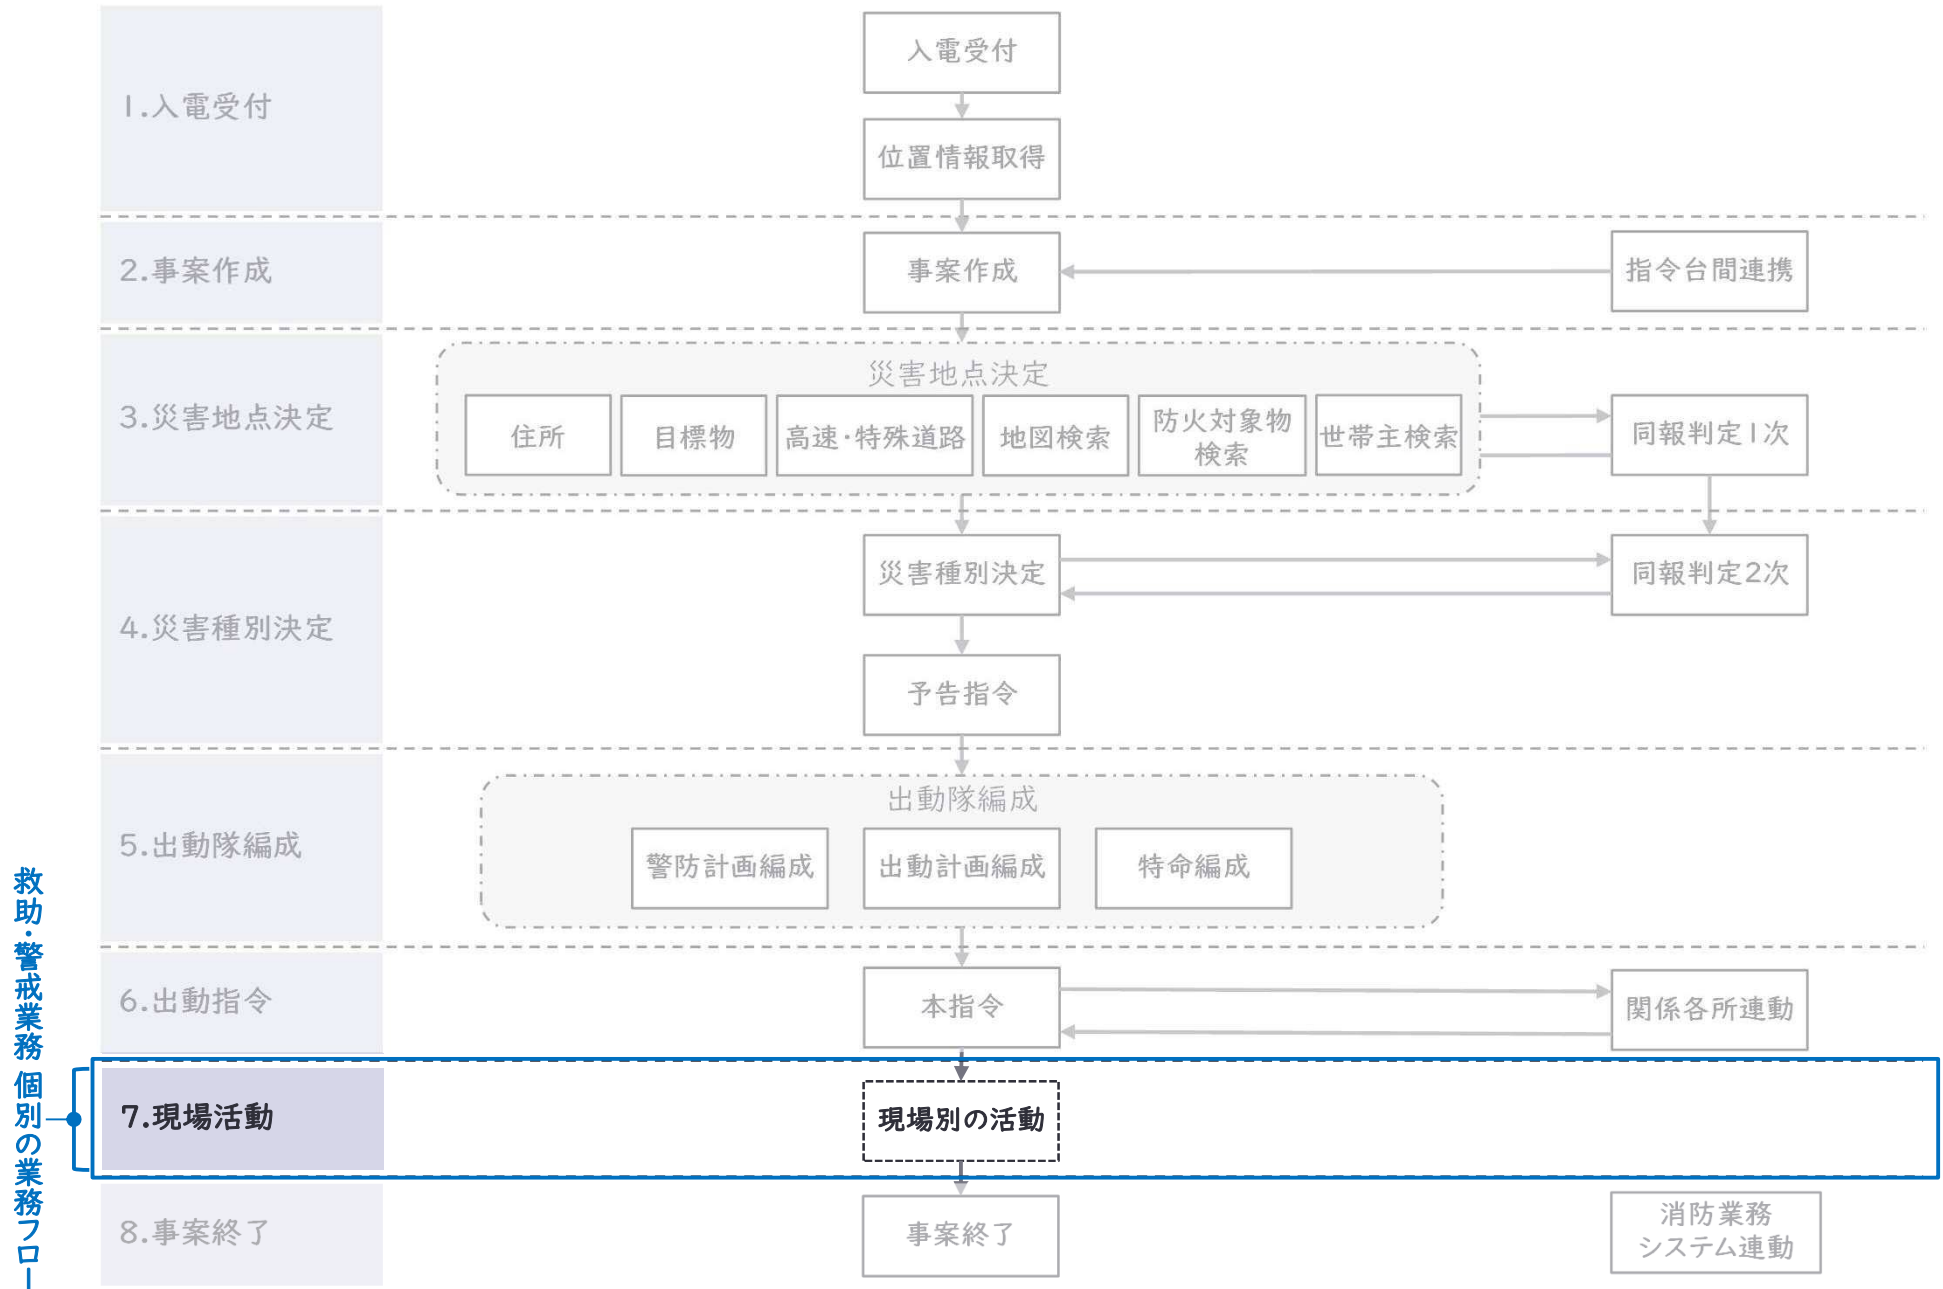 1.入電受付
入電受付
位置情報取得
2.事案作成
事案作成
指令台間連携
3.災害地点決定
災害地点決定
住所
目標物
高速・特殊道路
地図検索
防火対象物
検索
世帯主検索
同報判定1次
4.災害種別決定
災害種別決定
同報判定2次
予告指令
5.出動隊編成
出動隊編成
警防計画編成
出動計画編成
特命編成
6.出動指令
本指令
関係各所連動
救助・警戒業務 個別の業務フロー
7.現場活動
現場別の活動
8.事案終了
事案終了
消防業務
システム連動